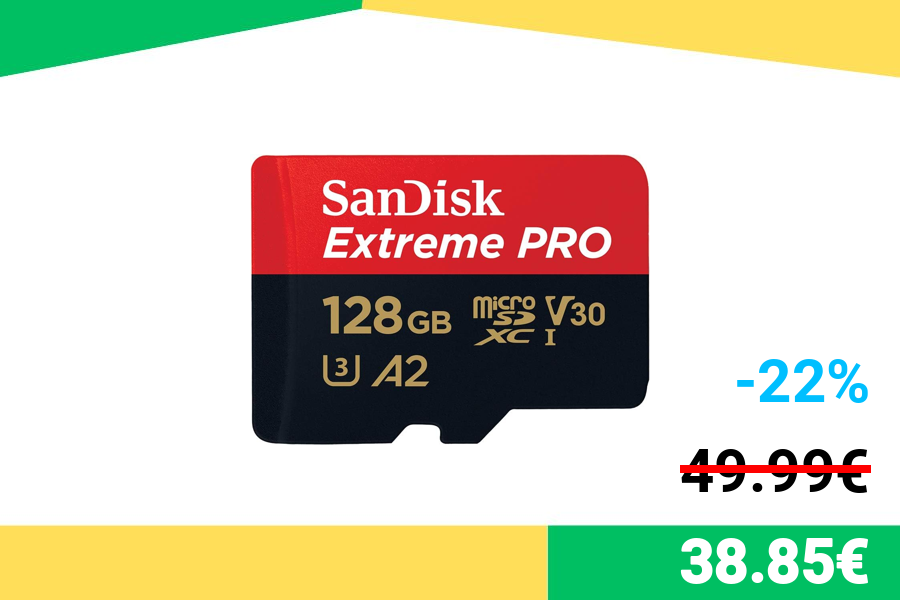 SanDisk
Extreme PRO
128GB micro SD XC I V30
U3 A2
-22%
49.99€
38.85€